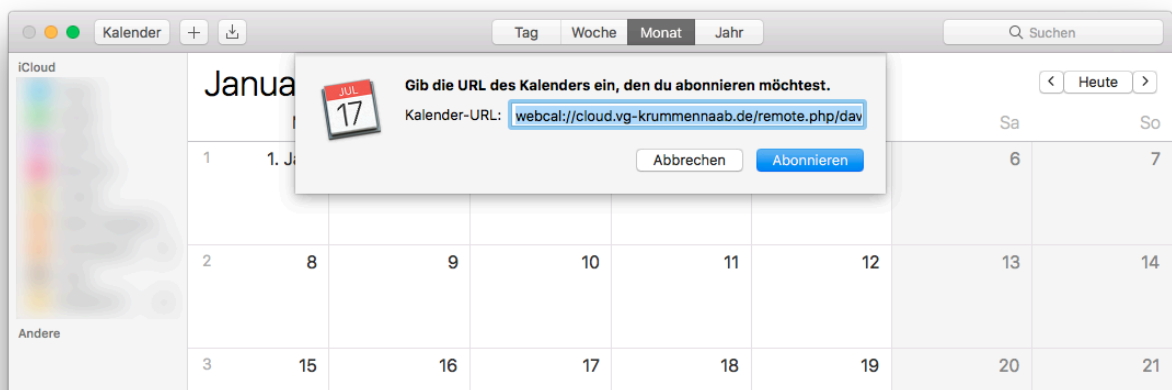 Kalender + Tag Woche Monat Jahr Suchen
iCloud
Januar
Heute
JUL
17
Gib die URL des Kalenders ein, den du abonnieren möchtest.
Kalender-URL: webcal://cloud.vg-krummennaab.de/remote.php/dav
Abbrechen Abonnieren
Sa So
1 1. Ja 6 7
2 8 9 10 11 12 13 14
Andere
3 15 16 17 18 19 20 21